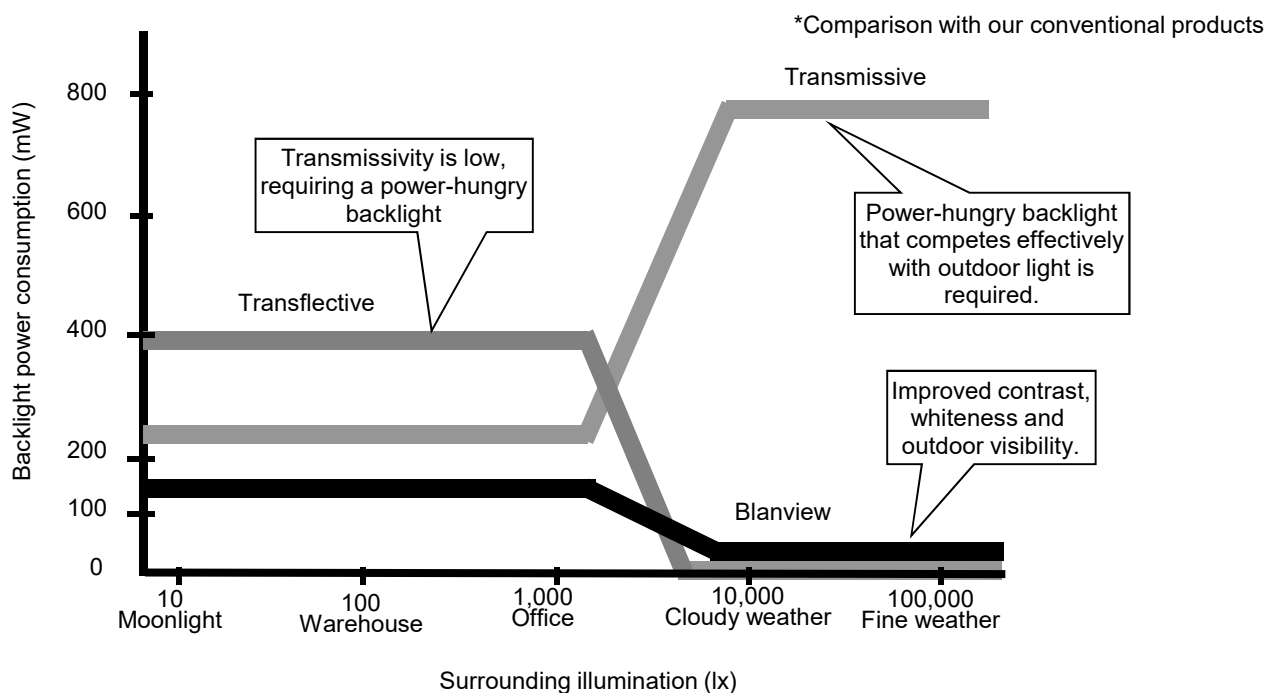 *Comparison with our conventional products
Transmissive
800
Transmissivity is low,
requiring a power-hungry
backlight
Power-hungry backlight
that competes effectively
with outdoor light is
required.
600
Backlight power consumption (mW)
Transflective
400
Improved contrast,
whiteness and
outdoor visibility.
200
100
Blanview
0
10
100
1,000
10,000
100,000
Moonlight
Warehouse
Office
Cloudy weather
Fine weather
Surrounding illumination (lx)